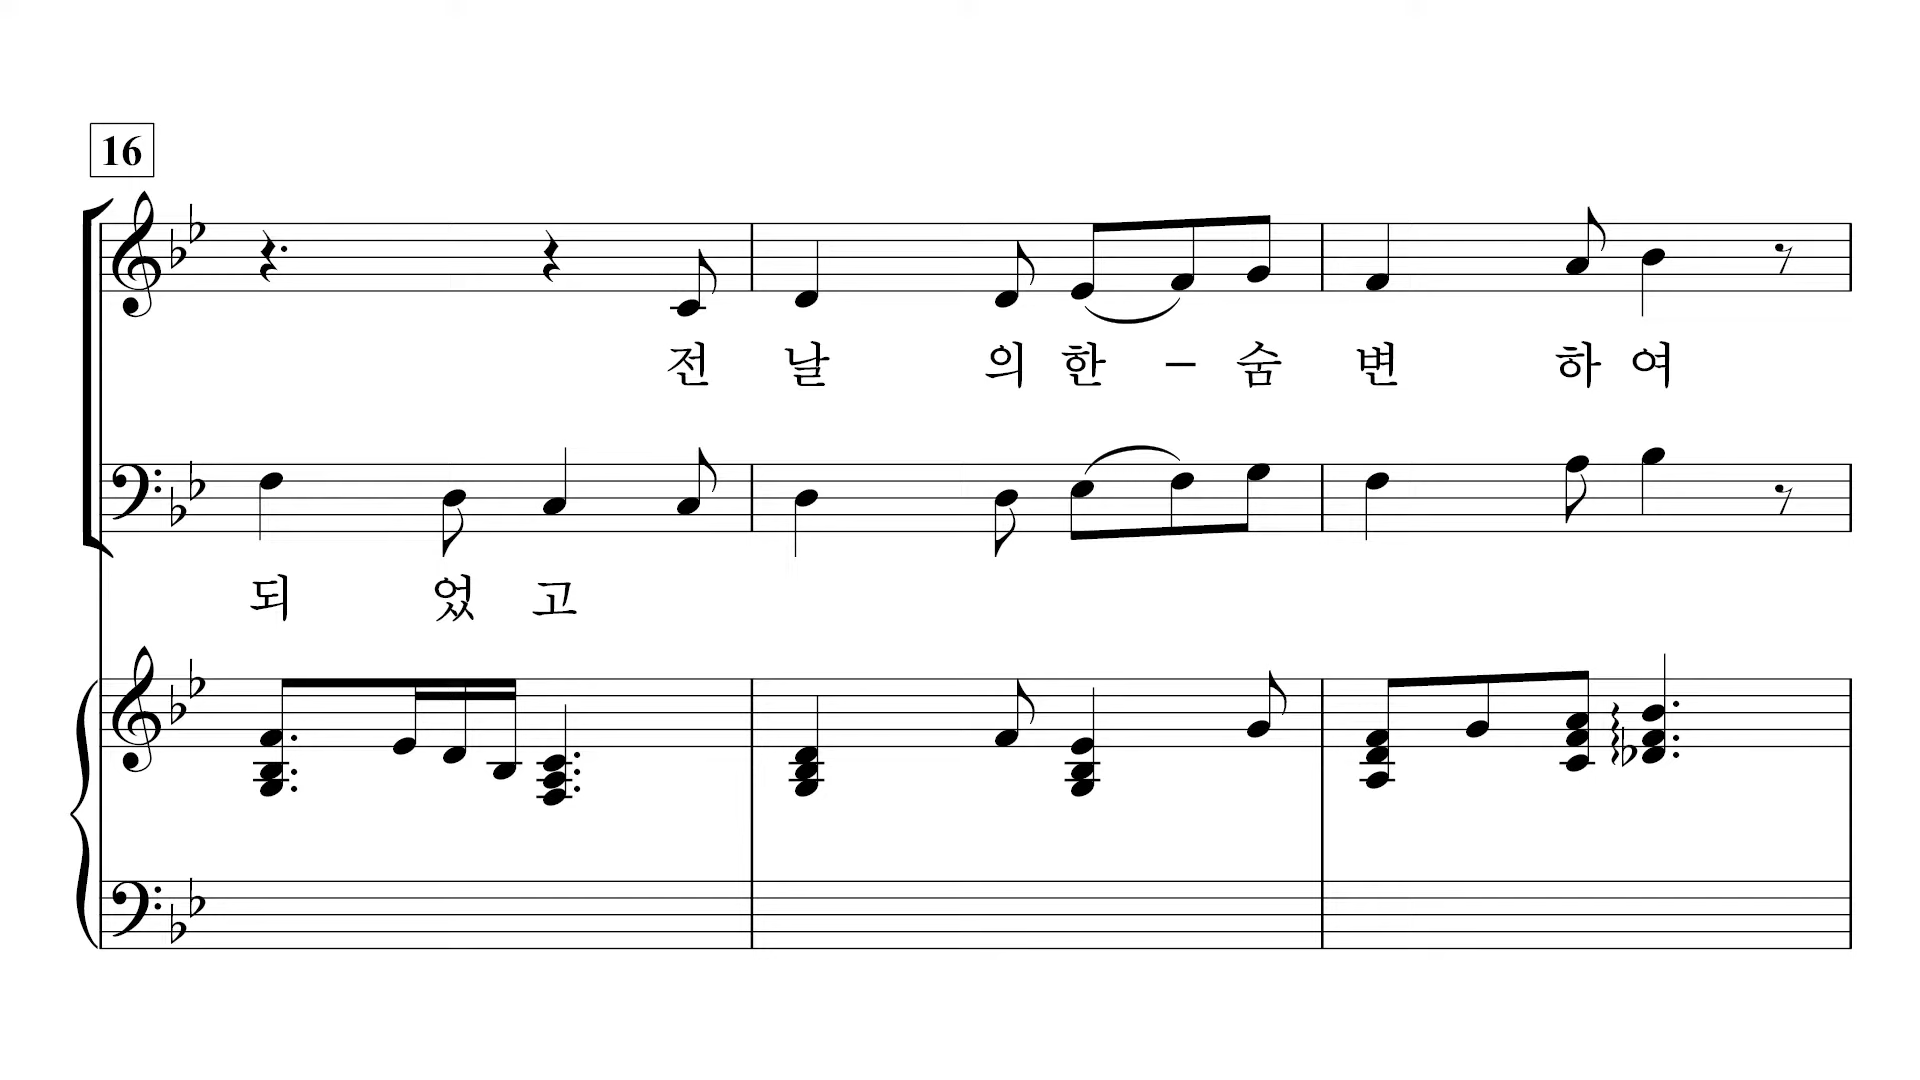 16
전 날 의 한 – 숨 변 하 여
되 었 고